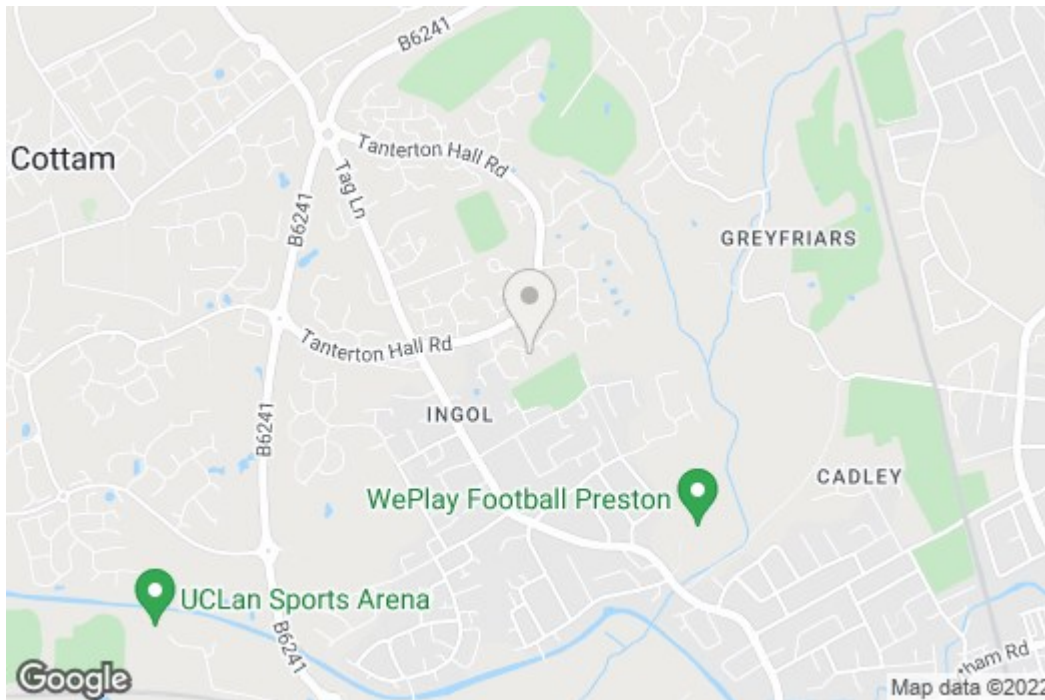 B6241
Cottam
Tanterton Hall Rd
Tag Ln
B6241
GREYFRIARS
Tanterton Hall Rd
INGOL
B6241
CADLEY
WePlay Football Preston
UCLan Sports Arena
B6241
Rd
Google
Map data ©2022